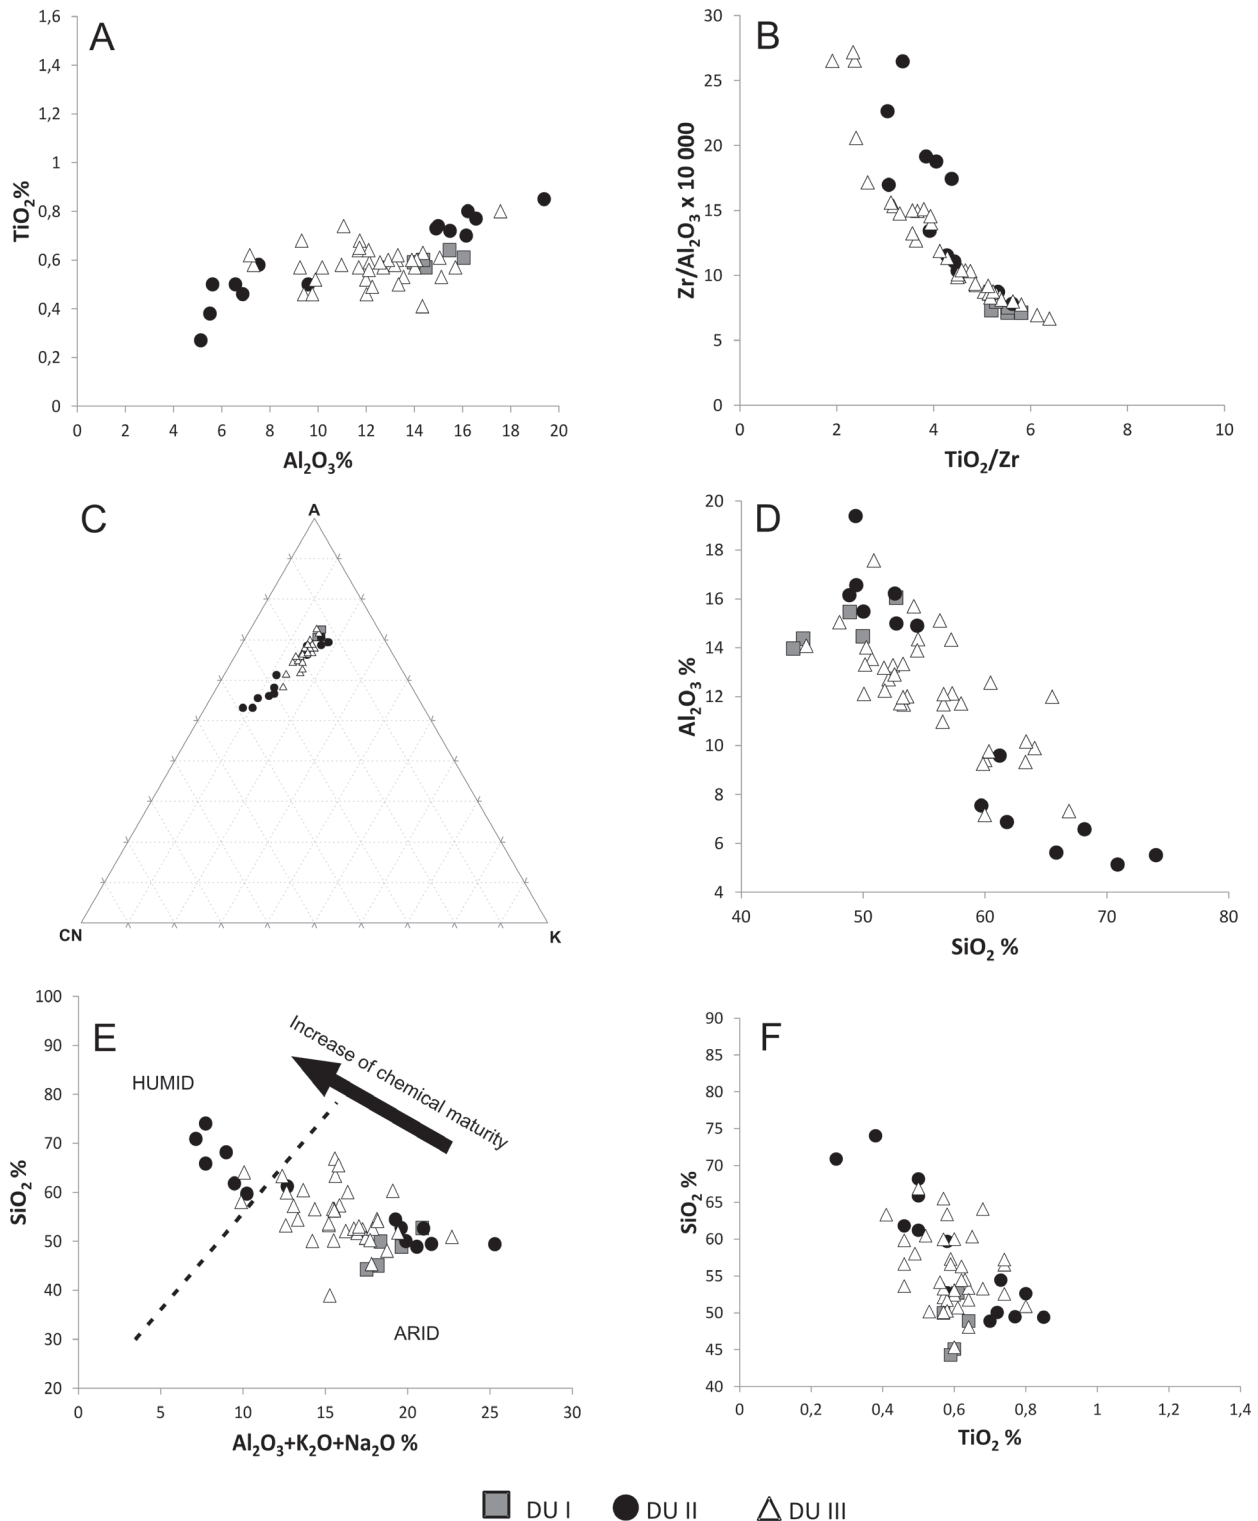 A
1,6
1,4
1,2
1
0,8
0,6
0,4
0,2
0
TiO₂%
0 2 4 6 8 10 12 14 16 18 20
Al₂O₃%
B
30
25
20
15
10
5
0
Zr/Al₂O₃ x 10 000
0 2 4 6 8 10
TiO₂/Zr
C
A
CN
K
D
20
18
16
14
12
10
8
6
4
Al₂O₃ %
40 50 60 70 80
SiO₂ %
E
100
90
80
70
60
50
40
30
20
SiO₂ %
HUMID
Increase of chemical maturity
ARID
0 5 10 15 20 25 30
Al₂O₃+K₂O+Na₂O %
F
90
85
80
75
70
65
60
55
50
45
40
SiO₂ %
0 0,2 0,4 0,6 0,8 1 1,2 1,4
TiO₂ %
DU I DU II DU III